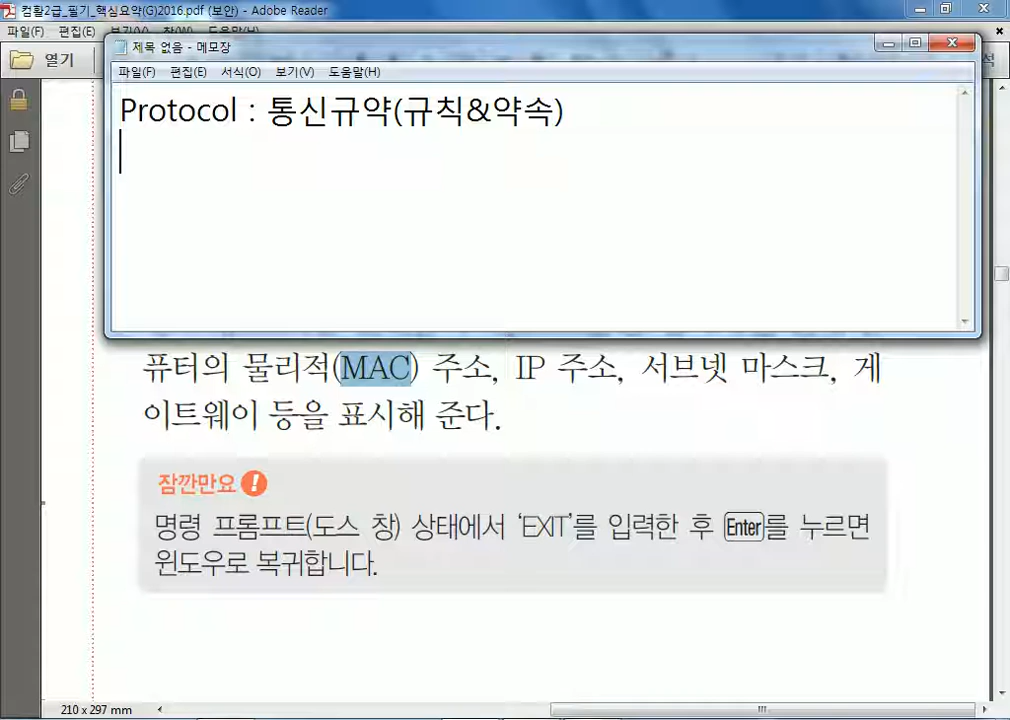 컴활2급_필기_핵심요약(G)2016.pdf (보안) - Adobe Reader
파일(F) 편집(E) 보기(V) 창(W) 도움말(H)
열기
제목 없음 - 메모장
파일(F) 편집(E) 서식(O) 보기(V) 도움말(H)
Protocol : 통신규약(규칙&약속)
퓨터의 물리적(MAC) 주소, IP 주소, 서브넷 마스크, 게
이트웨이 등을 표시해 준다.
잠깐만요 !
명령 프롬프트(도스 창) 상태에서 ‘EXIT’를 입력한 후 Enter를 누르면
윈도우로 복귀합니다.
210 x 297 mm